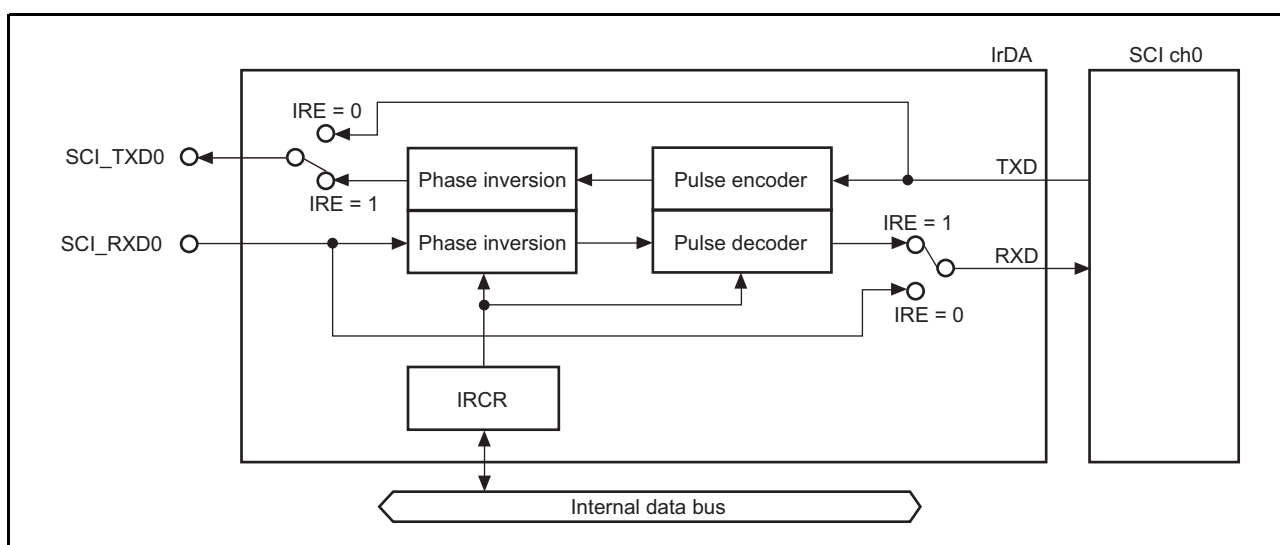 IrDA
SCI ch0
IRE = 0
SCI_TXD0
IRE = 1
Phase inversion
Pulse encoder
TXD
SCI_RXD0
Phase inversion
Pulse decoder
IRE = 1
RXD
IRE = 0
IRCR
Internal data bus